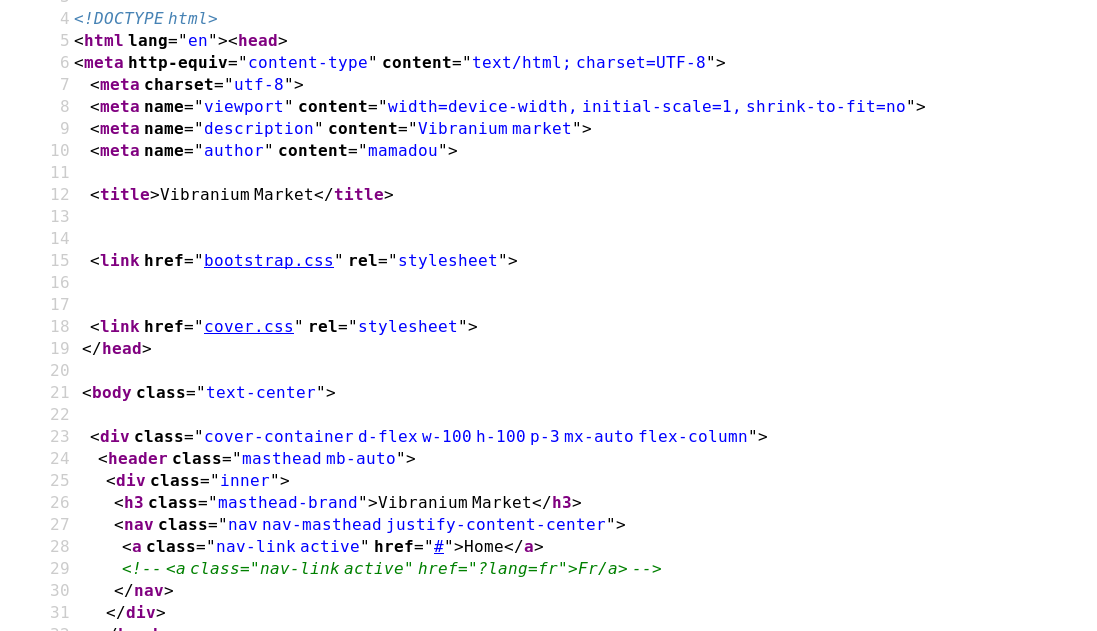 4 <!DOCTYPE html>
5 <html lang="en"><head>
6 <meta http-equiv="content-type" content="text/html; charset=UTF-8">
7 <meta charset="utf-8">
8 <meta name="viewport" content="width=device-width, initial-scale=1, shrink-to-fit=no">
9 <meta name="description" content="Vibranium market">
10 <meta name="author" content="mamadou">
11
12 <title>Vibranium Market</title>
13
14
15 <link href="bootstrap.css" rel="stylesheet">
16
17
18 <link href="cover.css" rel="stylesheet">
19 </head>
20
21 <body class="text-center">
22
23 <div class="cover-container d-flex w-100 h-100 p-3 mx-auto flex-column">
24 <header class="masthead mb-auto">
25 <div class="inner">
26 <h3 class="masthead-brand">Vibranium Market</h3>
27 <nav class="nav nav-masthead justify-content-center">
28 <a class="nav-link active" href="#">Home</a>
29 <!-- <a class="nav-link active" href="?lang=fr">Fr/a> -->
30 </nav>
31 </div>